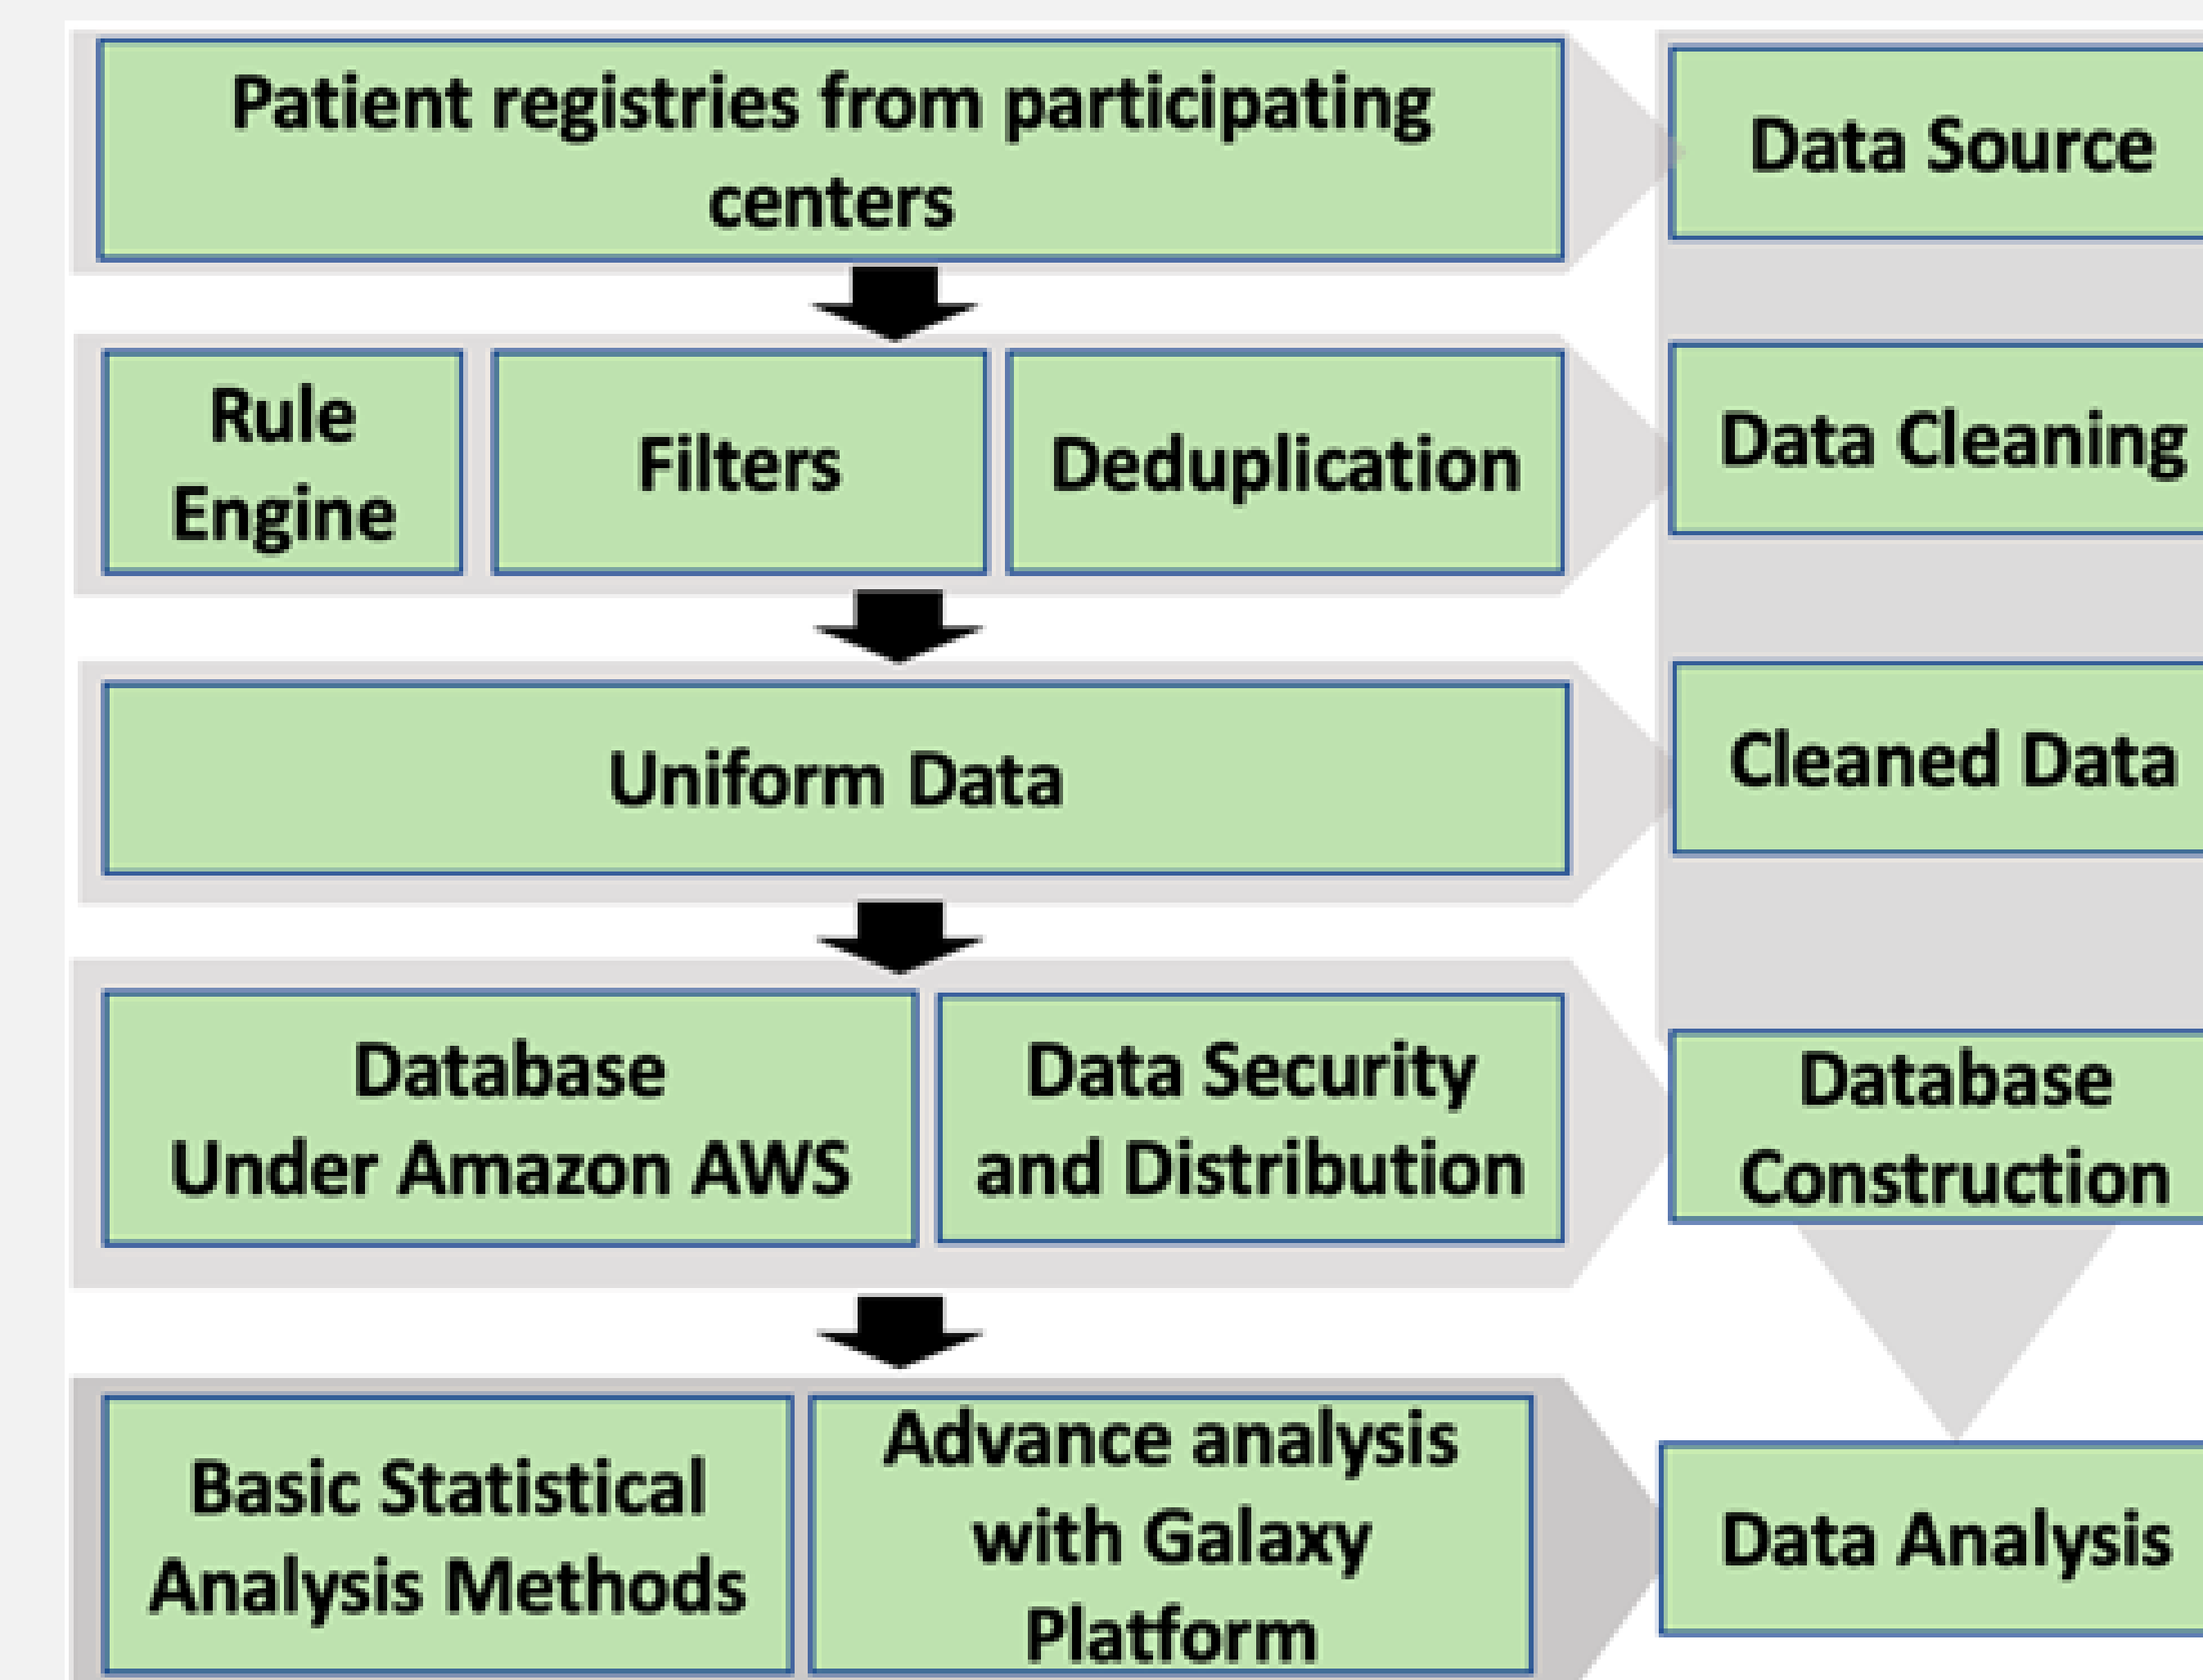 Patient registries from participating
centers
Data Source
Rule
Engine
Filters
Deduplication
Data Cleaning
Uniform Data
Cleaned Data
Database
Under Amazon AWS
Data Security
and Distribution
Database
Construction
Basic Statistical
Analysis Methods
Advance analysis
with Galaxy
Platform
Data Analysis